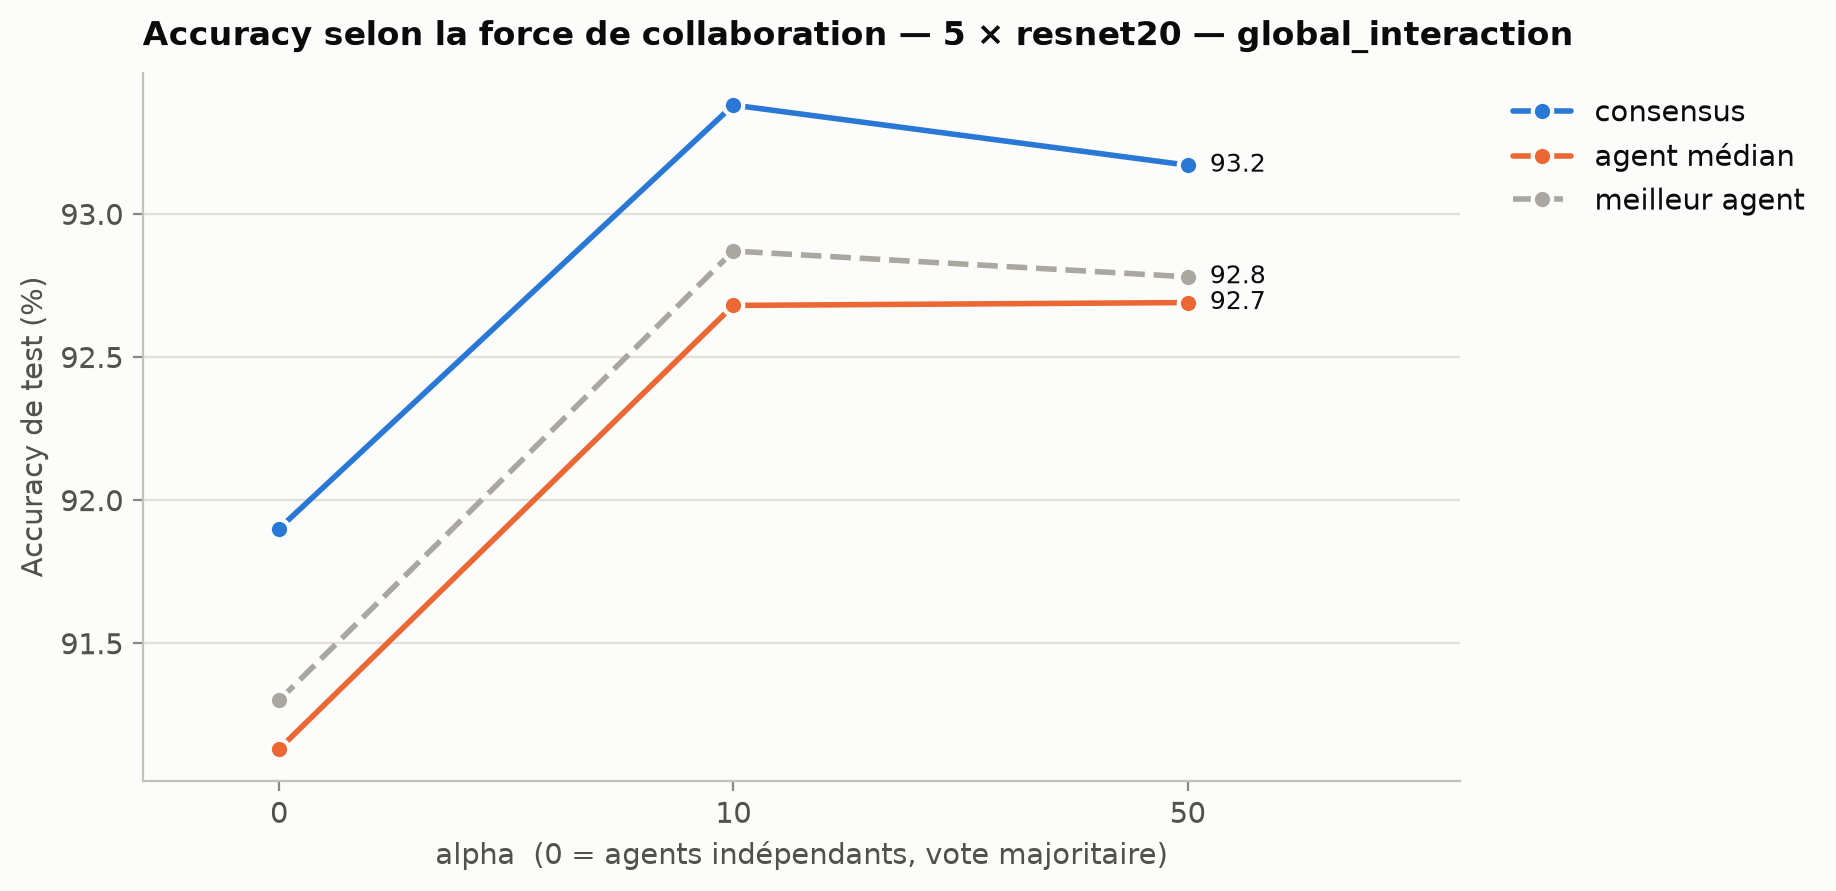 Accuracy selon la force de collaboration — 5 × resnet20 — global_interaction
consensus
agent médian
meilleur agent
Accuracy de test (%)
93.0
92.5
92.0
91.5
93.2
92.8
92.7
0
10
50
alpha  (0 = agents indépendants, vote majoritaire)